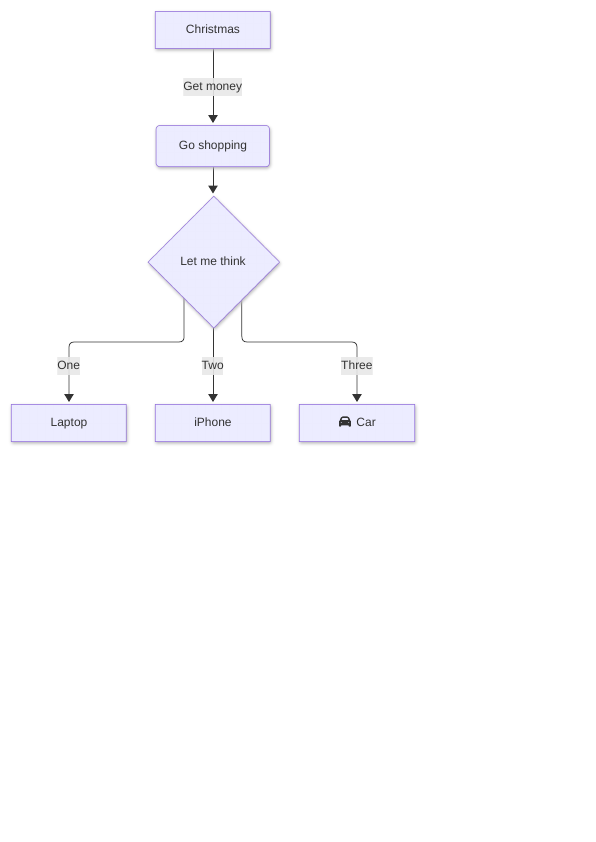 Christmas
Get money
Go shopping
Let me think
One
Two
Three
Laptop
iPhone
Car